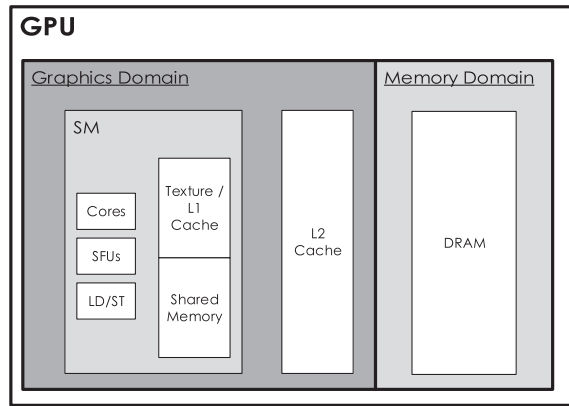 GPU
Graphics Domain
Memory Domain
SM
Cores
SFUs
LD/ST
Texture /
L1
Cache
Shared
Memory
L2
Cache
DRAM